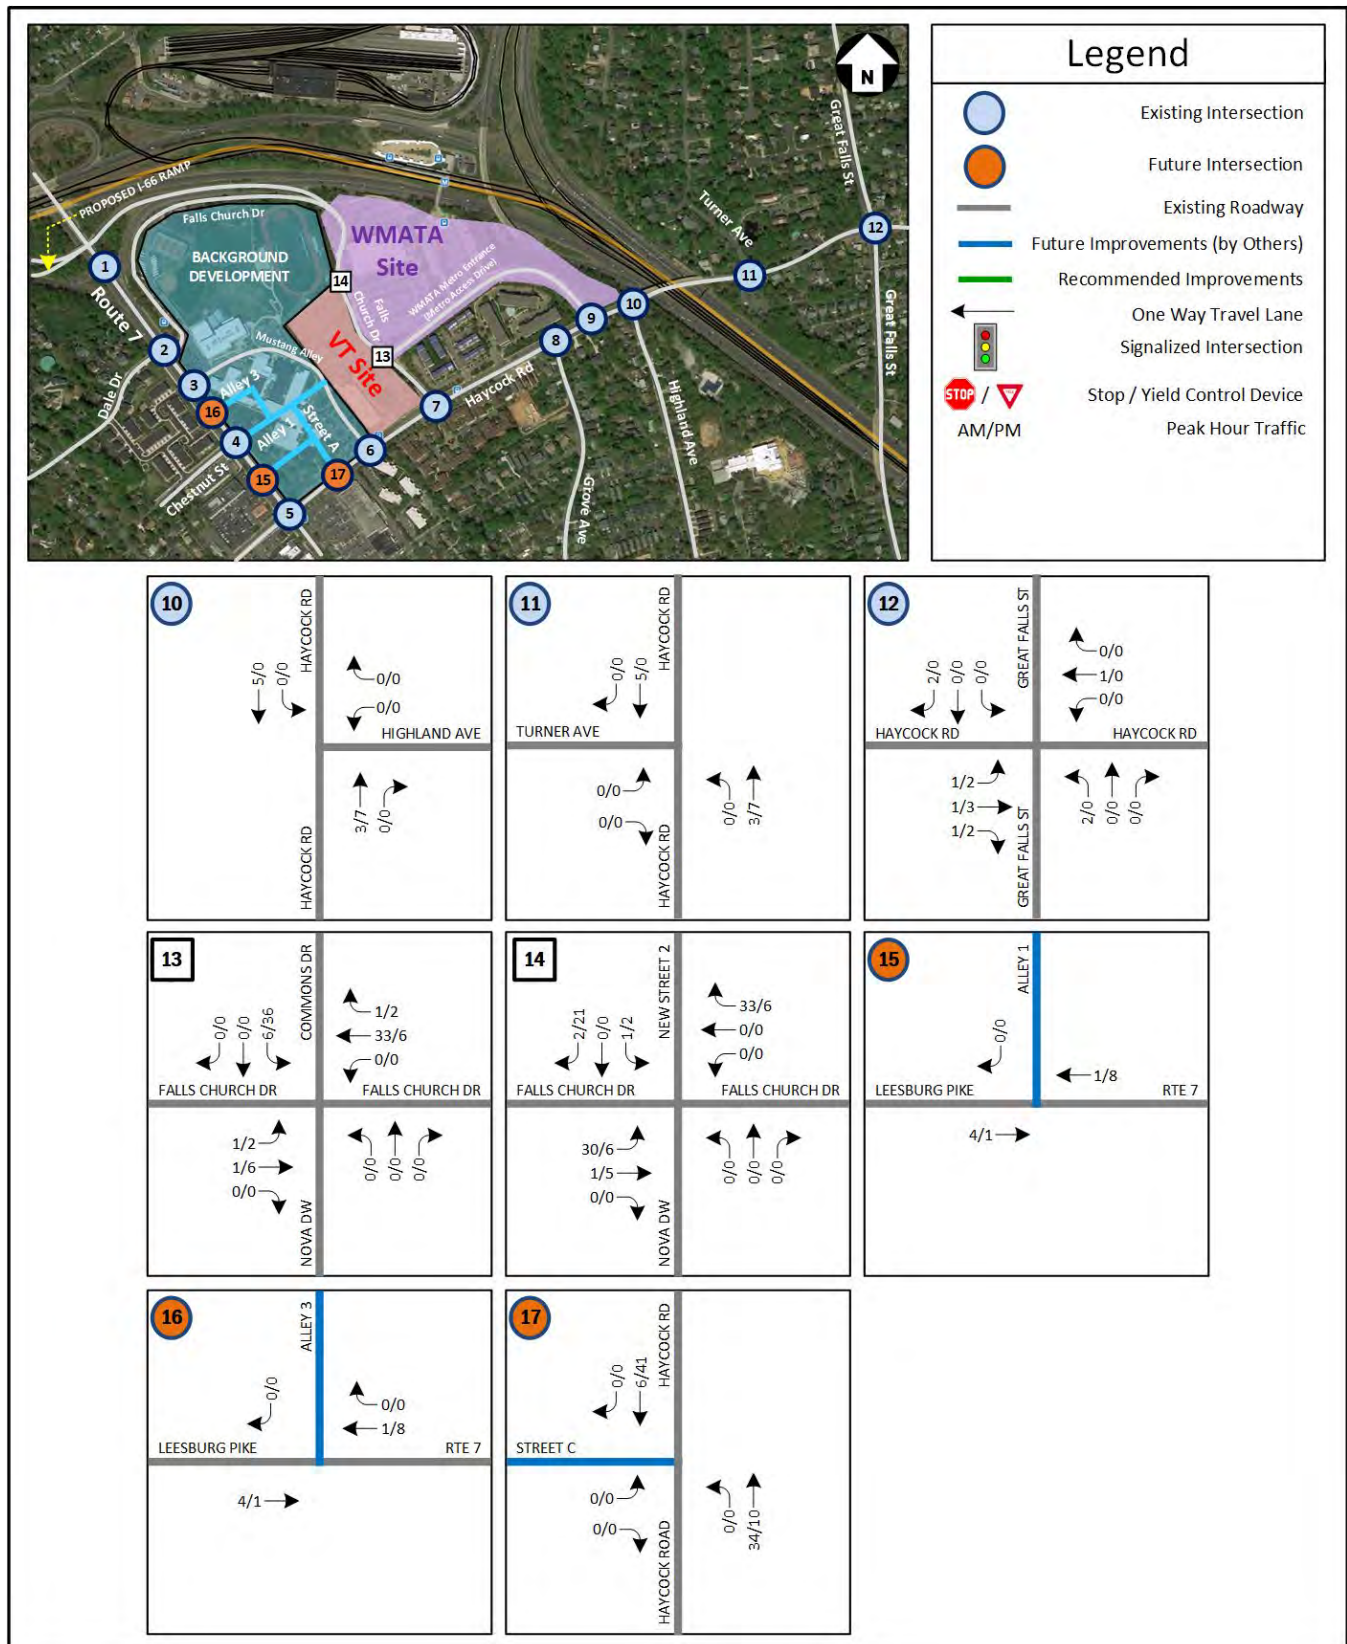 N
PROPOSED I-66 RAMP
Falls Church Dr
BACKGROUND
DEVELOPMENT
WMATA
Site
WMATA Metro Entrance
(Metro Access Drive)
Falls
Church Dr
VT Site
Mustang Alley
Alley 3
Alley 1
Street A
Route 7
Dale Dr
Chestnut St
Haycock Rd
Grove Ave
Highland Ave
Turner Ave
Great Falls St
Great Falls St
1
2
3
16
4
15
5
17
6
7
13
14
8
9
10
11
12
Legend
Existing Intersection
Future Intersection
Existing Roadway
Future Improvements (by Others)
Recommended Improvements
One Way Travel Lane
Signalized Intersection
STOP / Stop / Yield Control Device
AM/PM Peak Hour Traffic
10
HAYCOCK RD
5/0
0/0
0/0
0/0
HIGHLAND AVE
3/7
0/0
HAYCOCK RD
11
HAYCOCK RD
0/0
5/0
TURNER AVE
0/0
0/0
0/0
3/7
HAYCOCK RD
12
GREAT FALLS ST
2/0
0/0
0/0
0/0
1/0
0/0
HAYCOCK RD
HAYCOCK RD
1/2
1/3
1/2
2/0
0/0
0/0
GREAT FALLS ST
13
COMMONS DR
0/0
0/0
6/36
1/2
33/6
0/0
FALLS CHURCH DR
FALLS CHURCH DR
1/2
1/6
0/0
0/0
0/0
0/0
NOVA DW
14
NEW STREET 2
2/21
0/0
1/2
33/6
0/0
0/0
FALLS CHURCH DR
FALLS CHURCH DR
30/6
1/5
0/0
0/0
0/0
0/0
NOVA DW
15
ALLEY 1
0/0
1/8
LEESBURG PIKE
RTE 7
4/1
16
ALLEY 3
0/0
0/0
1/8
LEESBURG PIKE
RTE 7
4/1
17
HAYCOCK RD
0/0
6/41
STREET C
0/0
0/0
0/0
34/10
HAYCOCK ROAD